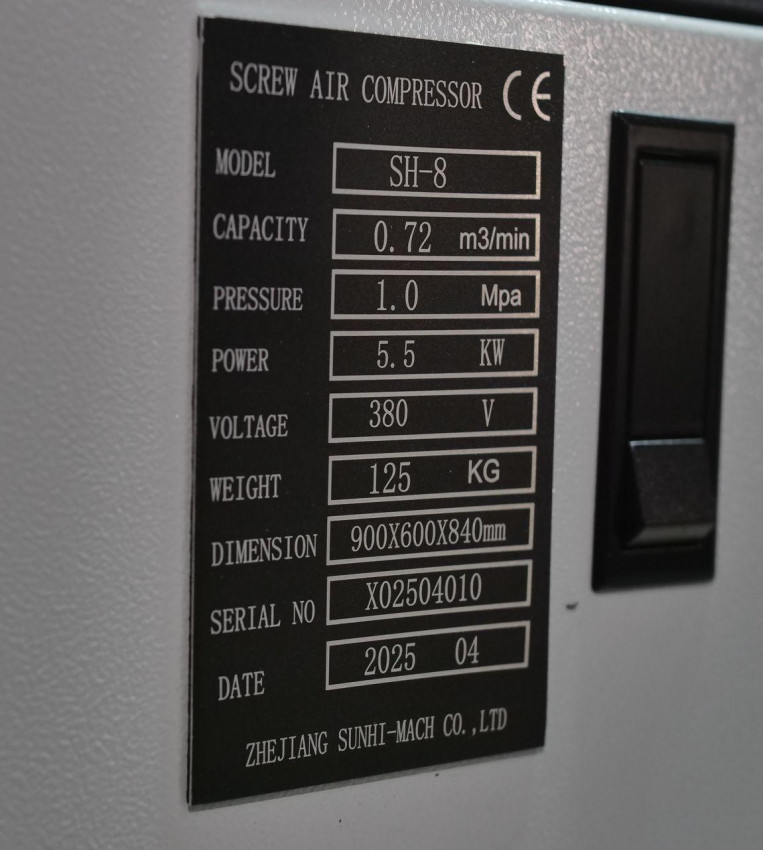 SCREW AIR COMPRESSOR CE
MODEL SH-8
CAPACITY 0.72 m3/min
PRESSURE 1.0 Mpa
POWER 5.5 KW
VOLTAGE 380 V
WEIGHT 125 KG
DIMENSION 900X600X840mm
SERIAL NO X02504010
DATE 2025 04
ZHEJIANG SUNHI-MACH CO.,LTD